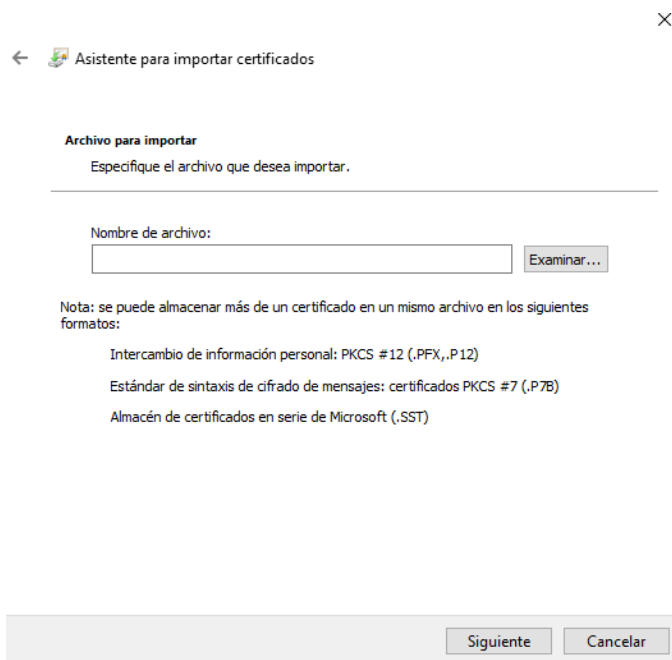 Asistente para importar certificados
Archivo para importar
Especifique el archivo que desea importar.
Nombre de archivo:
Examinar...
Nota: se puede almacenar más de un certificado en un mismo archivo en los siguientes
formatos:
Intercambio de información personal: PKCS #12 (.PFX,.P12)
Estándar de sintaxis de cifrado de mensajes: certificados PKCS #7 (.P7B)
Almacén de certificados en serie de Microsoft (.SST)
Siguiente
Cancelar